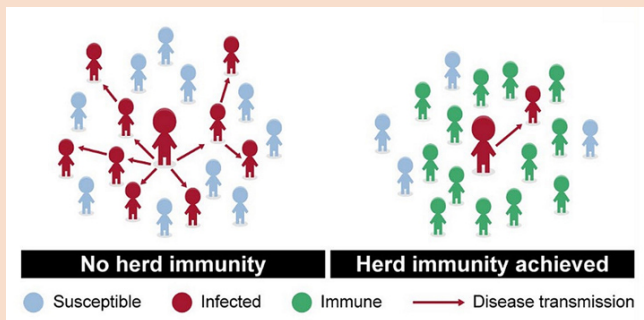 No herd immunity
Herd immunity achieved
Susceptible
Infected
Immune
Disease transmission